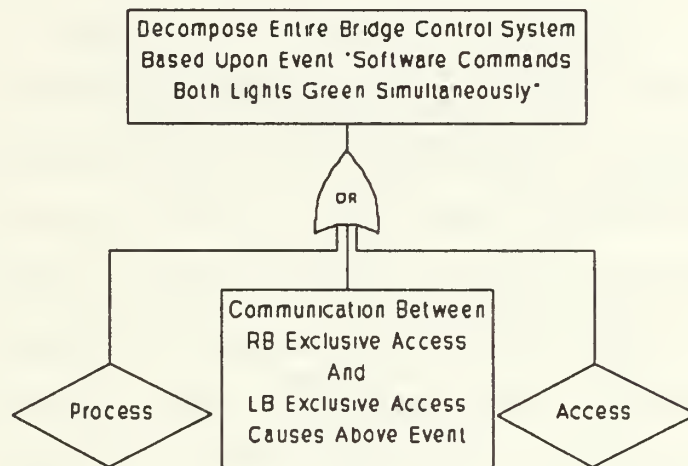 Decompose Entire Bridge Control System
Based Upon Event "Software Commands
Both Lights Green Simultaneously"
OR
Communication Between
RB Exclusive Access
And
LB Exclusive Access
Causes Above Event
Process
Access